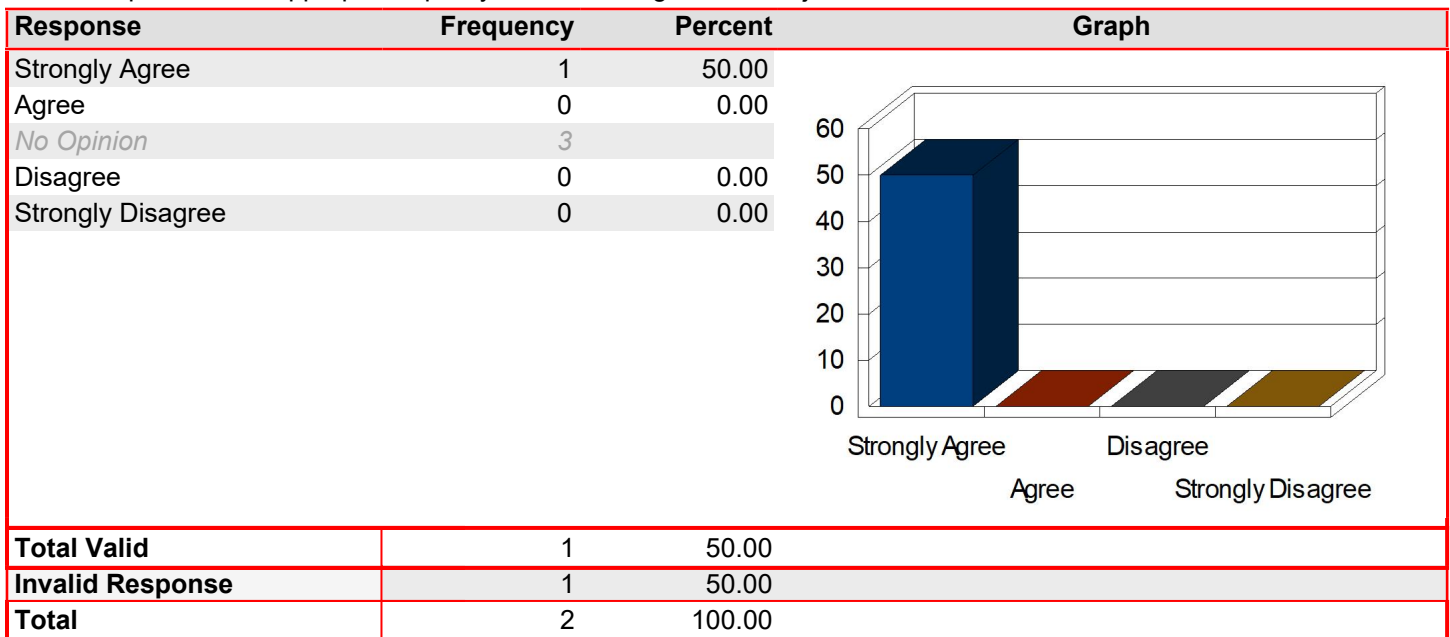 Response Frequency Percent Graph
Strongly Agree 1 50.00
Agree 0 0.00
No Opinion 3
Disagree 0 0.00
Strongly Disagree 0 0.00
60
50
40
30
20
10
0
Strongly Agree Disagree
Agree Strongly Disagree
Total Valid 1 50.00
Invalid Response 1 50.00
Total 2 100.00